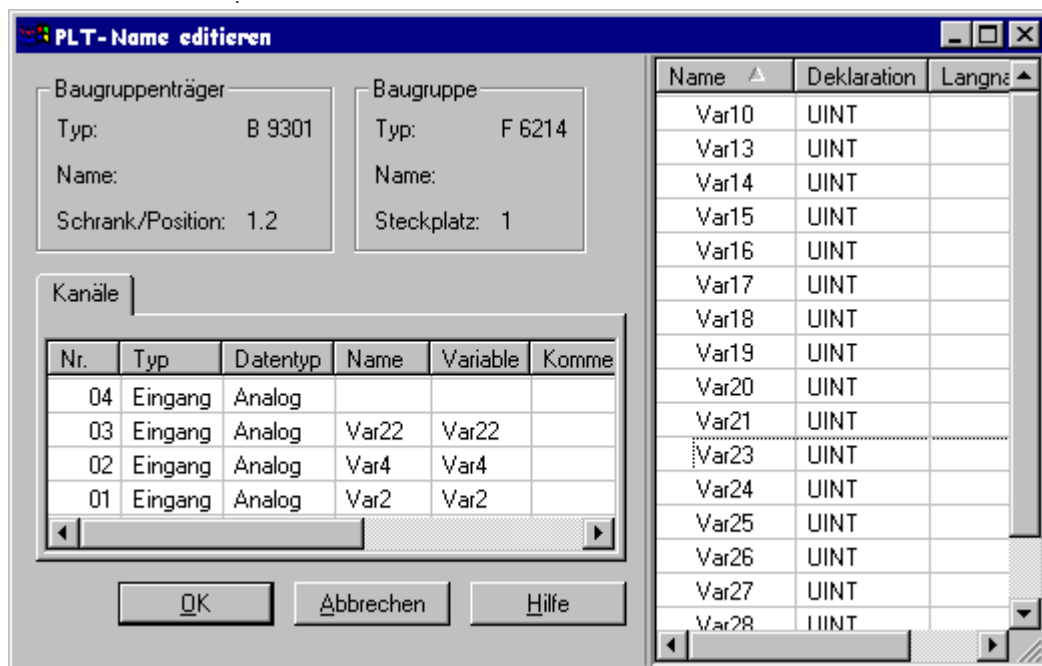 PLT-Name editieren
Baugruppenträger
Typ: B 9301
Name:
Schrank/Position: 1.2
Baugruppe
Typ: F 6214
Name:
Steckplatz: 1
Kanäle
Nr. Typ Datentyp Name Variable Komme
04 Eingang Analog
03 Eingang Analog Var22 Var22
02 Eingang Analog Var4 Var4
01 Eingang Analog Var2 Var2
OK Abbrechen Hilfe
Name Deklaration Langna
Var10 UINT
Var13 UINT
Var14 UINT
Var15 UINT
Var16 UINT
Var17 UINT
Var18 UINT
Var19 UINT
Var20 UINT
Var21 UINT
Var23 UINT
Var24 UINT
Var25 UINT
Var26 UINT
Var27 UINT
Var28 UINT